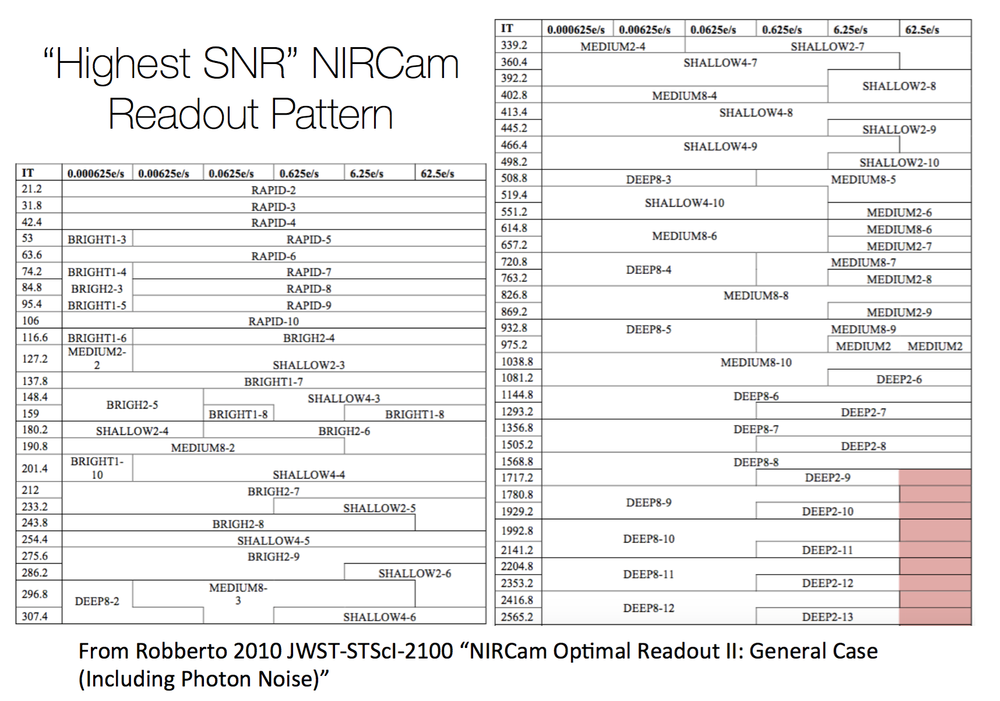 “Highest SNR” NIRCam
Readout Pattern
IT 0.000625e/s 0.00625e/s 0.0625e/s 0.625e/s 6.25e/s 62.5e/s
21.2 RAPID-2
31.8 RAPID-3
42.4 RAPID-4
53 BRIGHT1-3 RAPID-5
63.6 RAPID-6
74.2 BRIGHT1-4 RAPID-7
84.8 BRIGH2-3 RAPID-8
95.4 BRIGHT1-5 RAPID-9
106 RAPID-10
116.6 BRIGHT1-6 BRIGH2-4
127.2 MEDIUM2-
2 SHALLOW2-3
137.8 BRIGHT1-7
148.4 BRIGH2-5 SHALLOW4-3
159 BRIGHT1-8 BRIGHT1-8
180.2 SHALLOW2-4 BRIGH2-6
190.8 MEDIUM8-2
201.4 BRIGHT1-
10 SHALLOW4-4
212 BRIGH2-7
233.2 SHALLOW2-5
243.8 BRIGH2-8
254.4 SHALLOW4-5
275.6 BRIGH2-9
286.2 SHALLOW2-6
296.8 DEEP8-2 MEDIUM8-
3
307.4 SHALLOW4-6
IT 0.000625e/s 0.00625e/s 0.0625e/s 0.625e/s 6.25e/s 62.5e/s
339.2 MEDIUM2-4 SHALLOW2-7
360.4 SHALLOW4-7
392.2 SHALLOW2-8
402.8 MEDIUM8-4
413.4 SHALLOW4-8
445.2 SHALLOW2-9
466.4 SHALLOW4-9
498.2 SHALLOW2-10
508.8 DEEP8-3 MEDIUM8-5
519.4 SHALLOW4-10
551.2 MEDIUM2-6
614.8 MEDIUM8-6 MEDIUM8-6
657.2 MEDIUM2-7
720.8 DEEP8-4 MEDIUM8-7
763.2 MEDIUM2-8
826.8 MEDIUM8-8
869.2 MEDIUM2-9
932.8 DEEP8-5 MEDIUM8-9
975.2 MEDIUM2 MEDIUM2
1038.8 MEDIUM8-10
1081.2 DEEP2-6
1144.8 DEEP8-6
1293.2 DEEP2-7
1356.8 DEEP8-7
1505.2 DEEP2-8
1568.8 DEEP8-8
1717.2 DEEP2-9
1780.8 DEEP8-9
1929.2 DEEP2-10
1992.8 DEEP8-10
2141.2 DEEP2-11
2204.8 DEEP8-11
2353.2 DEEP2-12
2416.8 DEEP8-12
2565.2 DEEP2-13
From Robberto 2010 JWST-STScI-2100 “NIRCam Optimal Readout II: General Case
(Including Photon Noise)”